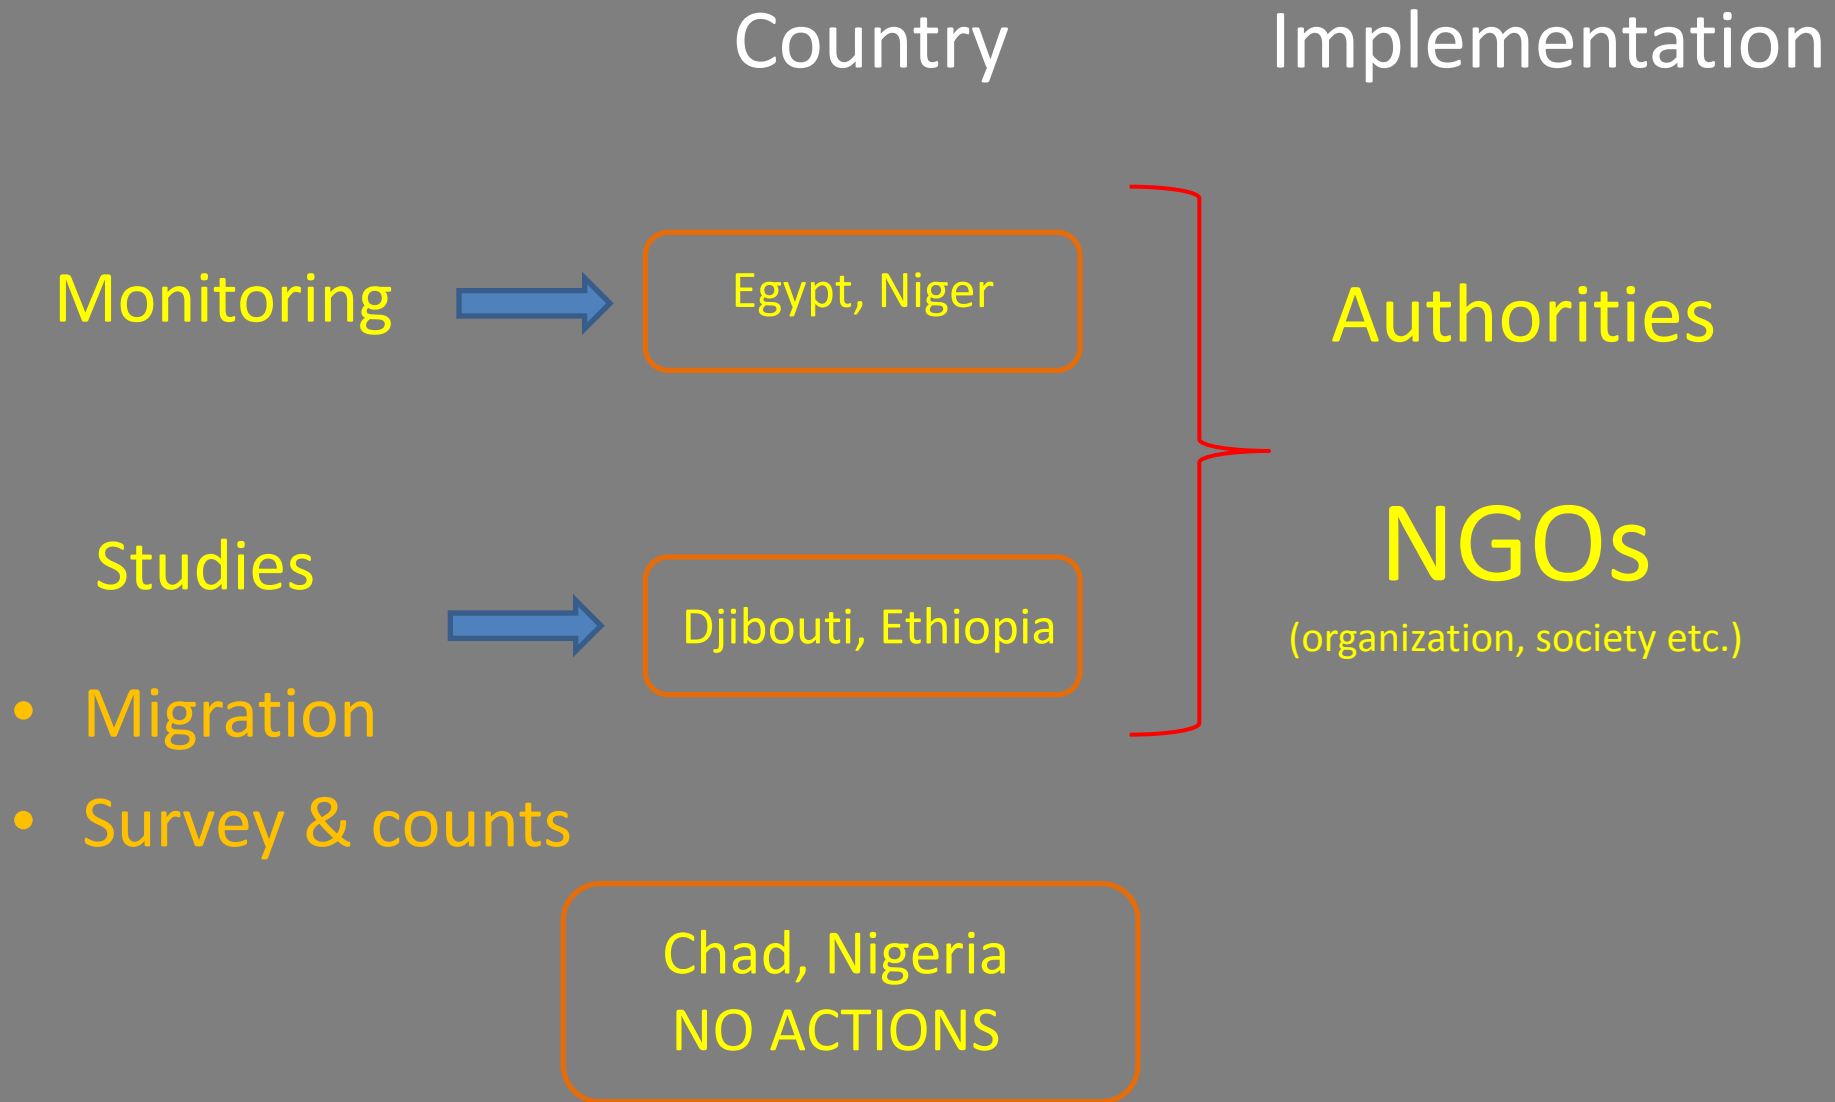 Country Implementation
Monitoring
Egypt, Niger
Authorities
Studies
Djibouti, Ethiopia
NGOs
(organization, society etc.)
• Migration
• Survey & counts
Chad, Nigeria
NO ACTIONS